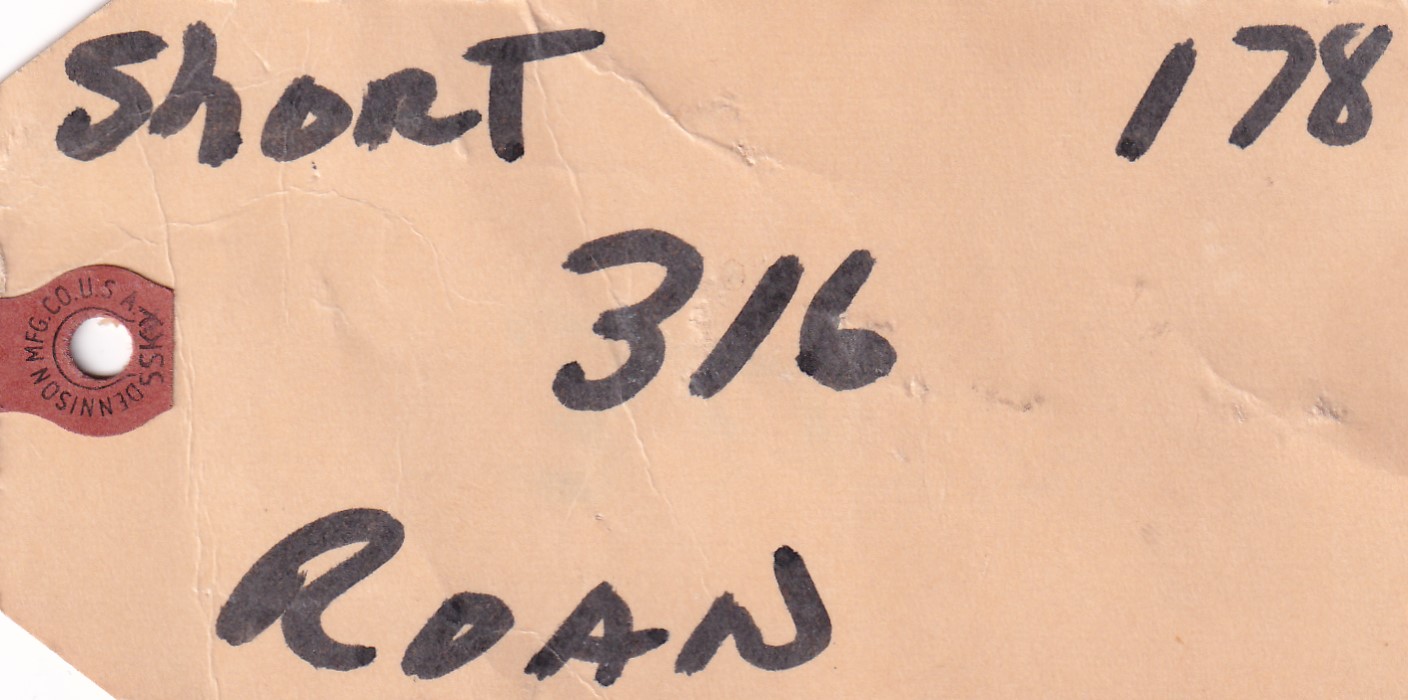 Short 178
316
ROAN
DENNISON MFG. CO. U.S.A.